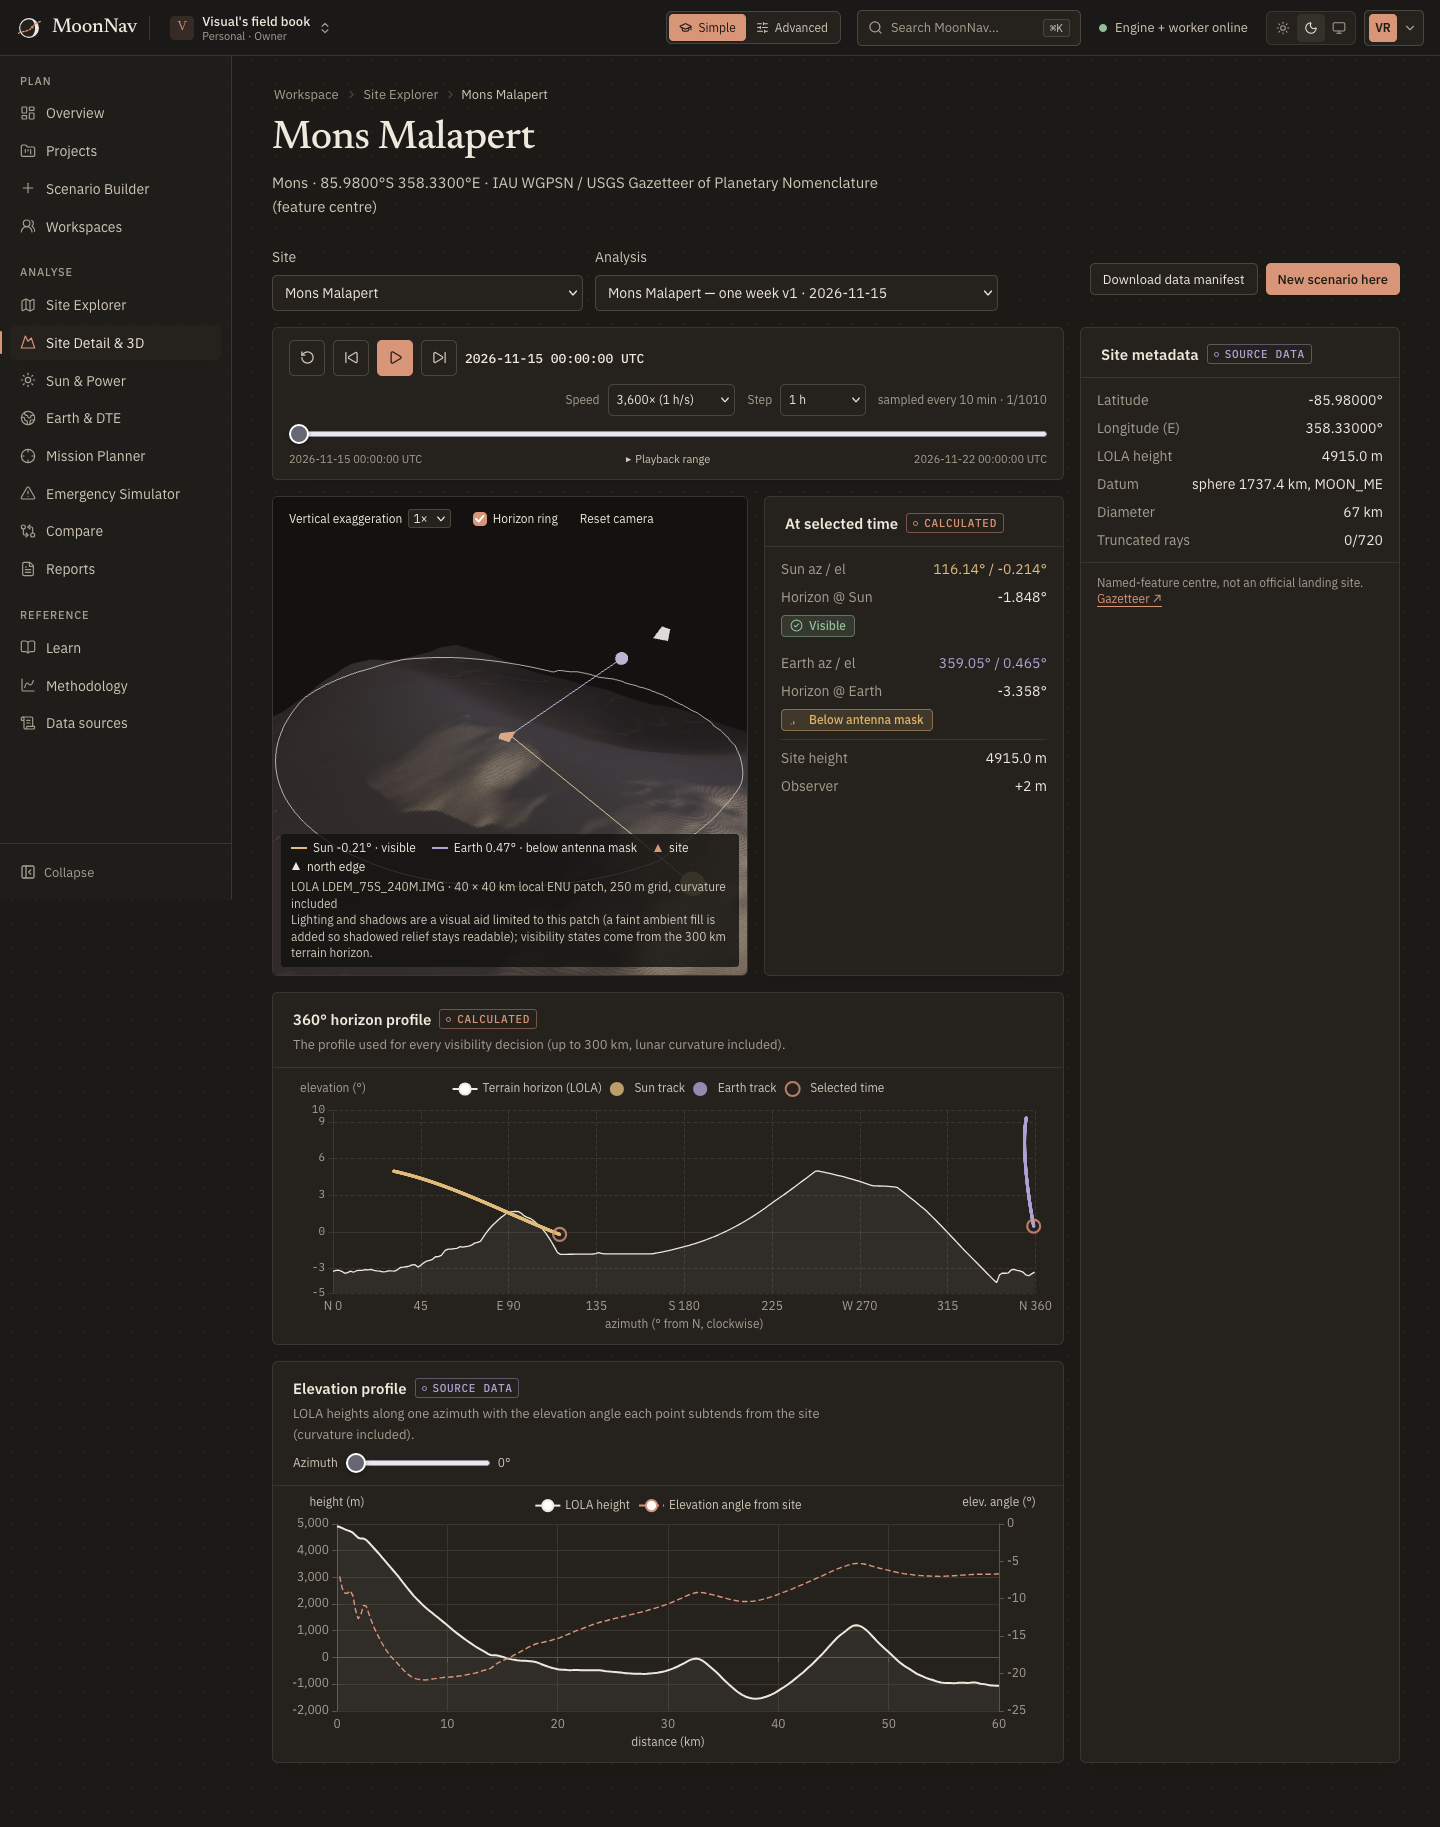 MoonNav
V
Visual's field book
Personal · Owner
Simple
Advanced
Search MoonNav...
⌘K
Engine + worker online
VR
PLAN
Overview
Projects
Scenario Builder
Workspaces
ANALYSE
Site Explorer
Site Detail & 3D
Sun & Power
Earth & DTE
Mission Planner
Emergency Simulator
Compare
Reports
REFERENCE
Learn
Methodology
Data sources
Collapse
Workspace > Site Explorer > Mons Malapert
Mons Malapert
Mons · 85.9800°S 358.3300°E · IAU WGPSN / USGS Gazetteer of Planetary Nomenclature
(feature centre)
Site
Mons Malapert
Analysis
Mons Malapert — one week v1 · 2026-11-15
Download data manifest
New scenario here
2026-11-15 00:00:00 UTC
Speed 3,600× (1 h/s) Step 1 h sampled every 10 min · 1/1010
2026-11-15 00:00:00 UTC
▸ Playback range
2026-11-22 00:00:00 UTC
Vertical exaggeration 1× Horizon ring Reset camera
Sun -0.21° · visible Earth 0.47° · below antenna mask ▲ site
▲ north edge
LOLA LDEM_75S_240M.IMG · 40 × 40 km local ENU patch, 250 m grid, curvature
included
Lighting and shadows are a visual aid limited to this patch (a faint ambient fill is
added so shadowed relief stays readable); visibility states come from the 300 km
terrain horizon.
At selected time CALCULATED
Sun az / el 116.14° / -0.214°
Horizon @ Sun -1.848°
Visible
Earth az / el 359.05° / 0.465°
Horizon @ Earth -3.358°
Below antenna mask
Site height 4915.0 m
Observer +2 m
Site metadata SOURCE DATA
Latitude -85.98000°
Longitude (E) 358.33000°
LOLA height 4915.0 m
Datum sphere 1737.4 km, MOON_ME
Diameter 67 km
Truncated rays 0/720
Named-feature centre, not an official landing site.
Gazetteer ↗
360° horizon profile CALCULATED
The profile used for every visibility decision (up to 300 km, lunar curvature included).
elevation (°)
Terrain horizon (LOLA) Sun track Earth track Selected time
10
9
6
3
0
-3
-5
N 0 45 E 90 135 S 180 225 W 270 315 N 360
azimuth (° from N, clockwise)
Elevation profile SOURCE DATA
LOLA heights along one azimuth with the elevation angle each point subtends from the site
(curvature included).
Azimuth 0°
height (m)
LOLA height Elevation angle from site
elev. angle (°)
5,000
4,000
3,000
2,000
1,000
0
-1,000
-2,000
0
-5
-10
-15
-20
-25
0 10 20 30 40 50 60
distance (km)